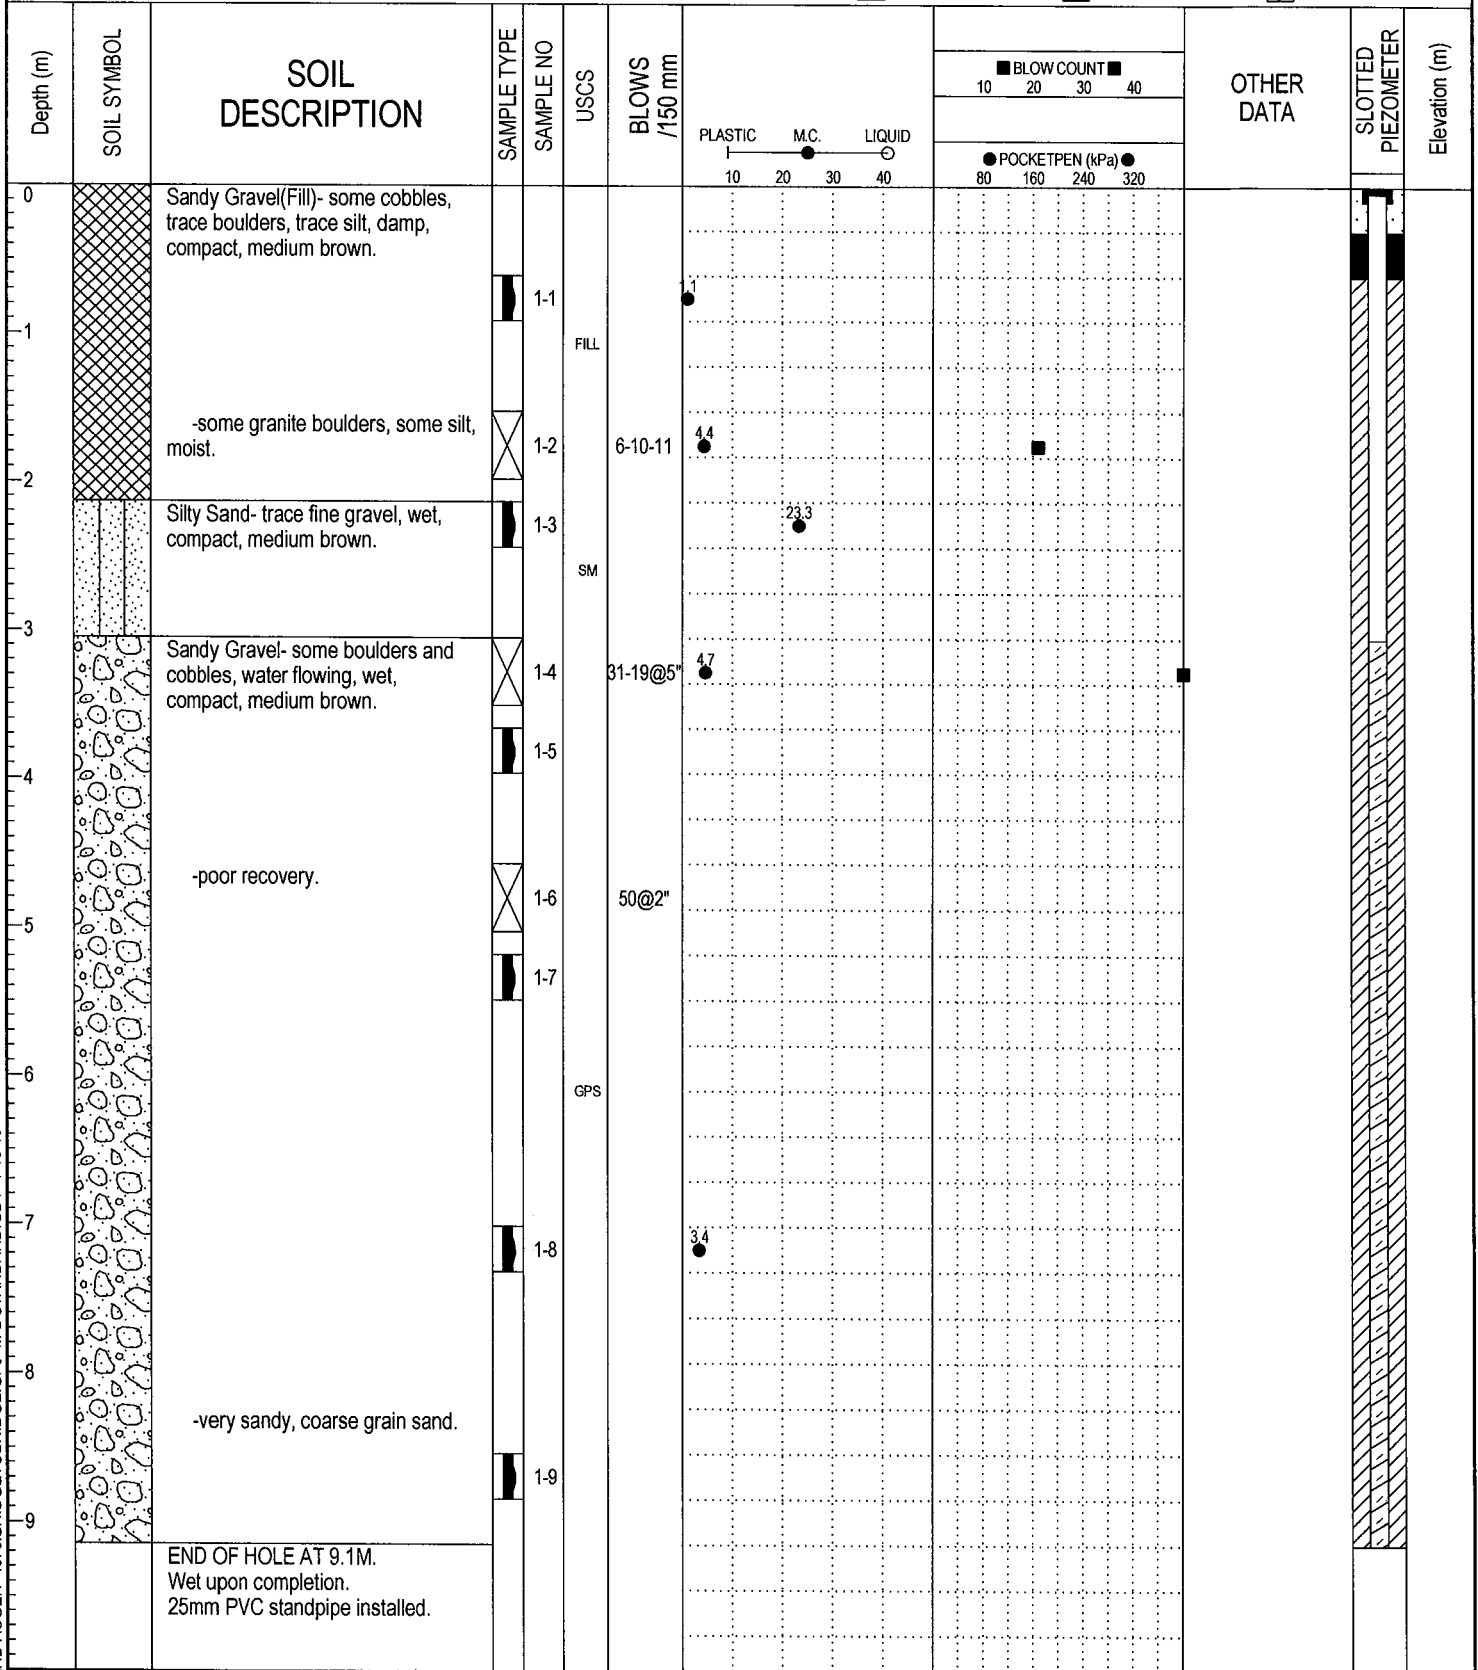 Depth (m)
SOIL SYMBOL
SOIL
DESCRIPTION
SAMPLE TYPE
SAMPLE NO
USCS
BLOWS
/150 mm
PLASTIC M.C. LIQUID
10 20 30 40
BLOW COUNT
10 20 30 40
POCKETPEN (kPa)
80 160 240 320
OTHER
DATA
SLOTTED
PIEZOMETER
Elevation (m)
0
Sandy Gravel(Fill)- some cobbles,
trace boulders, trace silt, damp,
compact, medium brown.
1-1
1.1
1
FILL
-some granite boulders, some silt,
moist.
1-2
6-10-11
4.4
2
Silty Sand- trace fine gravel, wet,
compact, medium brown.
1-3
23.3
SM
3
Sandy Gravel- some boulders and
cobbles, water flowing, wet,
compact, medium brown.
1-4
31-19@5"
4.7
1-5
4
-poor recovery.
1-6
50@2"
5
1-7
6
GPS
7
1-8
3.4
8
-very sandy, coarse grain sand.
1-9
9
END OF HOLE AT 9.1M.
Wet upon completion.
25mm PVC standpipe installed.